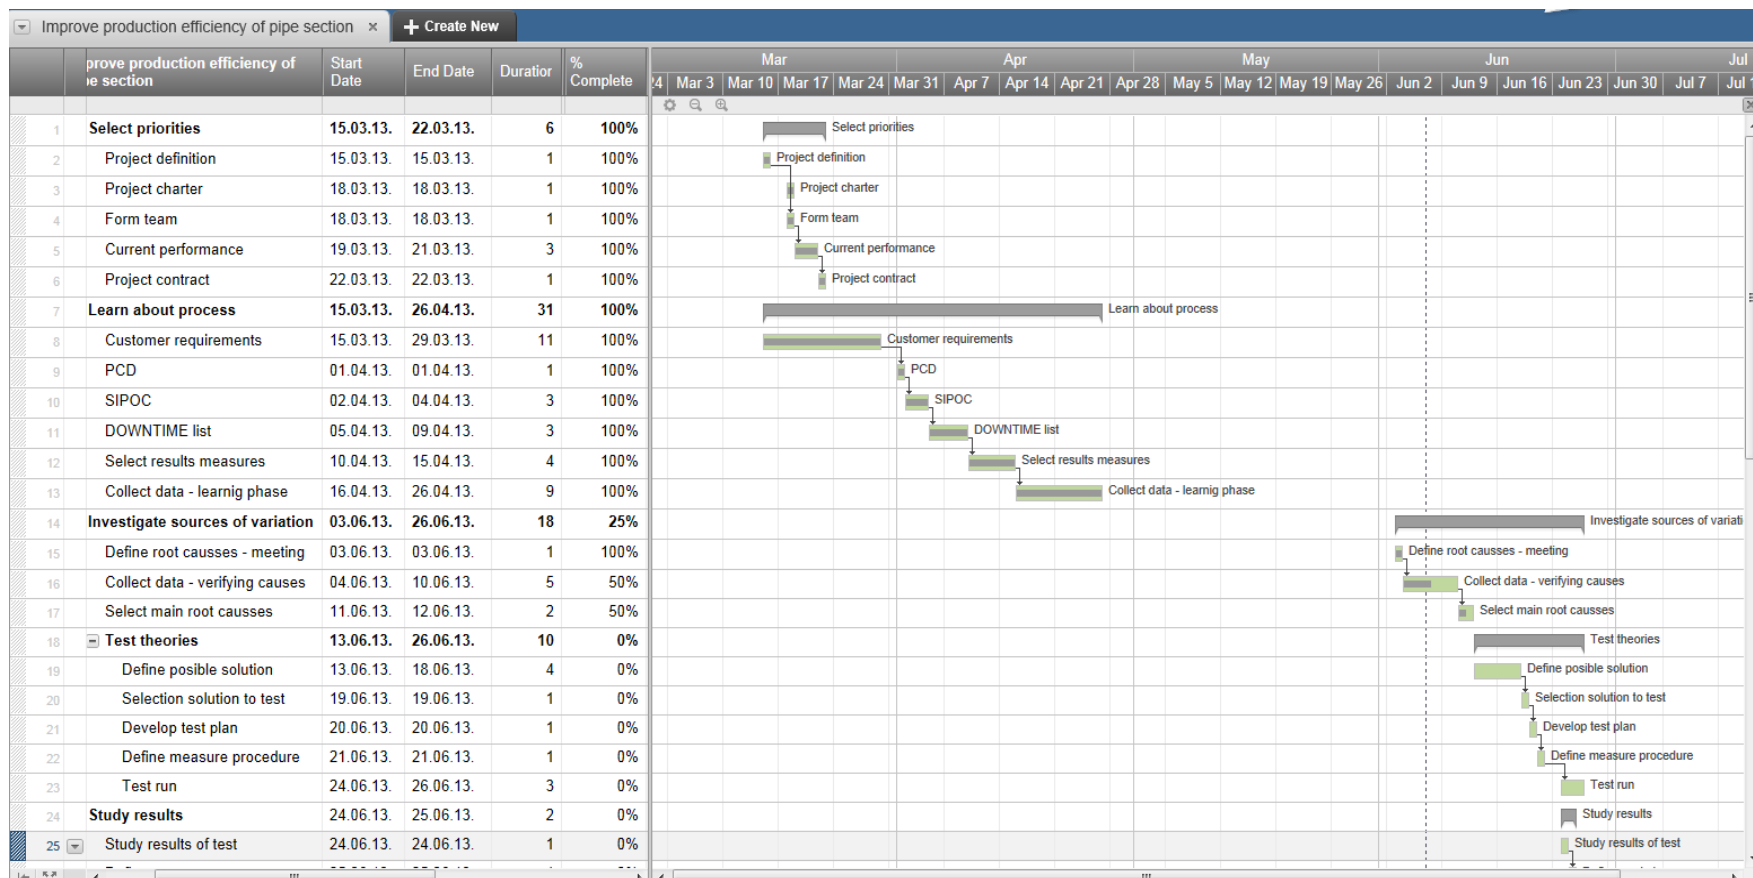 Improve production efficiency of pipe section × + Create New
prove production efficiency of
pe section
Start
Date
End Date
Duration
%
Complete
Mar Apr May Jun Jul
24 Mar 3 Mar 10 Mar 17 Mar 24 Mar 31 Apr 7 Apr 14 Apr 21 Apr 28 May 5 May 12 May 19 May 26 Jun 2 Jun 9 Jun 16 Jun 23 Jun 30 Jul 7 Jul 1
1 Select priorities 15.03.13. 22.03.13. 6 100% Select priorities
2 Project definition 15.03.13. 15.03.13. 1 100% Project definition
3 Project charter 18.03.13. 18.03.13. 1 100% Project charter
4 Form team 18.03.13. 18.03.13. 1 100% Form team
5 Current performance 19.03.13. 21.03.13. 3 100% Current performance
6 Project contract 22.03.13. 22.03.13. 1 100% Project contract
7 Learn about process 15.03.13. 26.04.13. 31 100% Learn about process
8 Customer requirements 15.03.13. 29.03.13. 11 100% Customer requirements
9 PCD 01.04.13. 01.04.13. 1 100% PCD
10 SIPOC 02.04.13. 04.04.13. 3 100% SIPOC
11 DOWNTIME list 05.04.13. 09.04.13. 3 100% DOWNTIME list
12 Select results measures 10.04.13. 15.04.13. 4 100% Select results measures
13 Collect data - learnig phase 16.04.13. 26.04.13. 9 100% Collect data - learnig phase
14 Investigate sources of variation 03.06.13. 26.06.13. 18 25% Investigate sources of variati
15 Define root causses - meeting 03.06.13. 03.06.13. 1 100% Define root causses - meeting
16 Collect data - verifying causes 04.06.13. 10.06.13. 5 50% Collect data - verifying causes
17 Select main root causses 11.06.13. 12.06.13. 2 50% Select main root causses
18 Test theories 13.06.13. 26.06.13. 10 0% Test theories
19 Define posible solution 13.06.13. 18.06.13. 4 0% Define posible solution
20 Selection solution to test 19.06.13. 19.06.13. 1 0% Selection solution to test
21 Develop test plan 20.06.13. 20.06.13. 1 0% Develop test plan
22 Define measure procedure 21.06.13. 21.06.13. 1 0% Define measure procedure
23 Test run 24.06.13. 26.06.13. 3 0% Test run
24 Study results 24.06.13. 25.06.13. 2 0% Study results
25 Study results of test 24.06.13. 24.06.13. 1 0% Study results of test